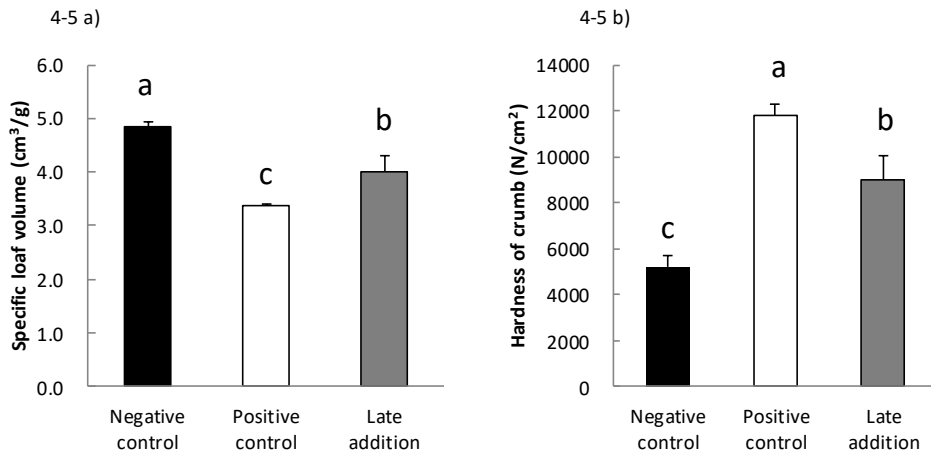 4-5 a)
Specific loaf volume (cm³/g)
6.0
5.0
4.0
3.0
2.0
1.0
0.0
a
c
b
Negative control
Positive control
Late addition
4-5 b)
Hardness of crumb (N/cm²)
14000
12000
10000
8000
6000
4000
2000
0
c
a
b
Negative control
Positive control
Late addition